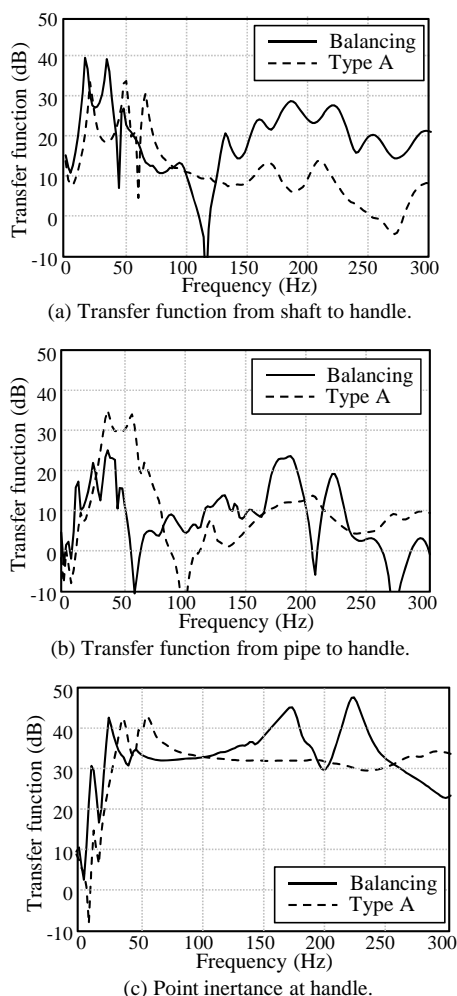 50
40
30
20
10
0
-10
Transfer function (dB)
Balancing
Type A
0 50 100 150 200 250 300
Frequency (Hz)
(a) Transfer function from shaft to handle.
50
40
30
20
10
0
-10
Transfer function (dB)
Balancing
Type A
0 50 100 150 200 250 300
Frequency (Hz)
(b) Transfer function from pipe to handle.
50
40
30
20
10
0
-10
Transfer function (dB)
Balancing
Type A
0 50 100 150 200 250 300
Frequency (Hz)
(c) Point inertance at handle.